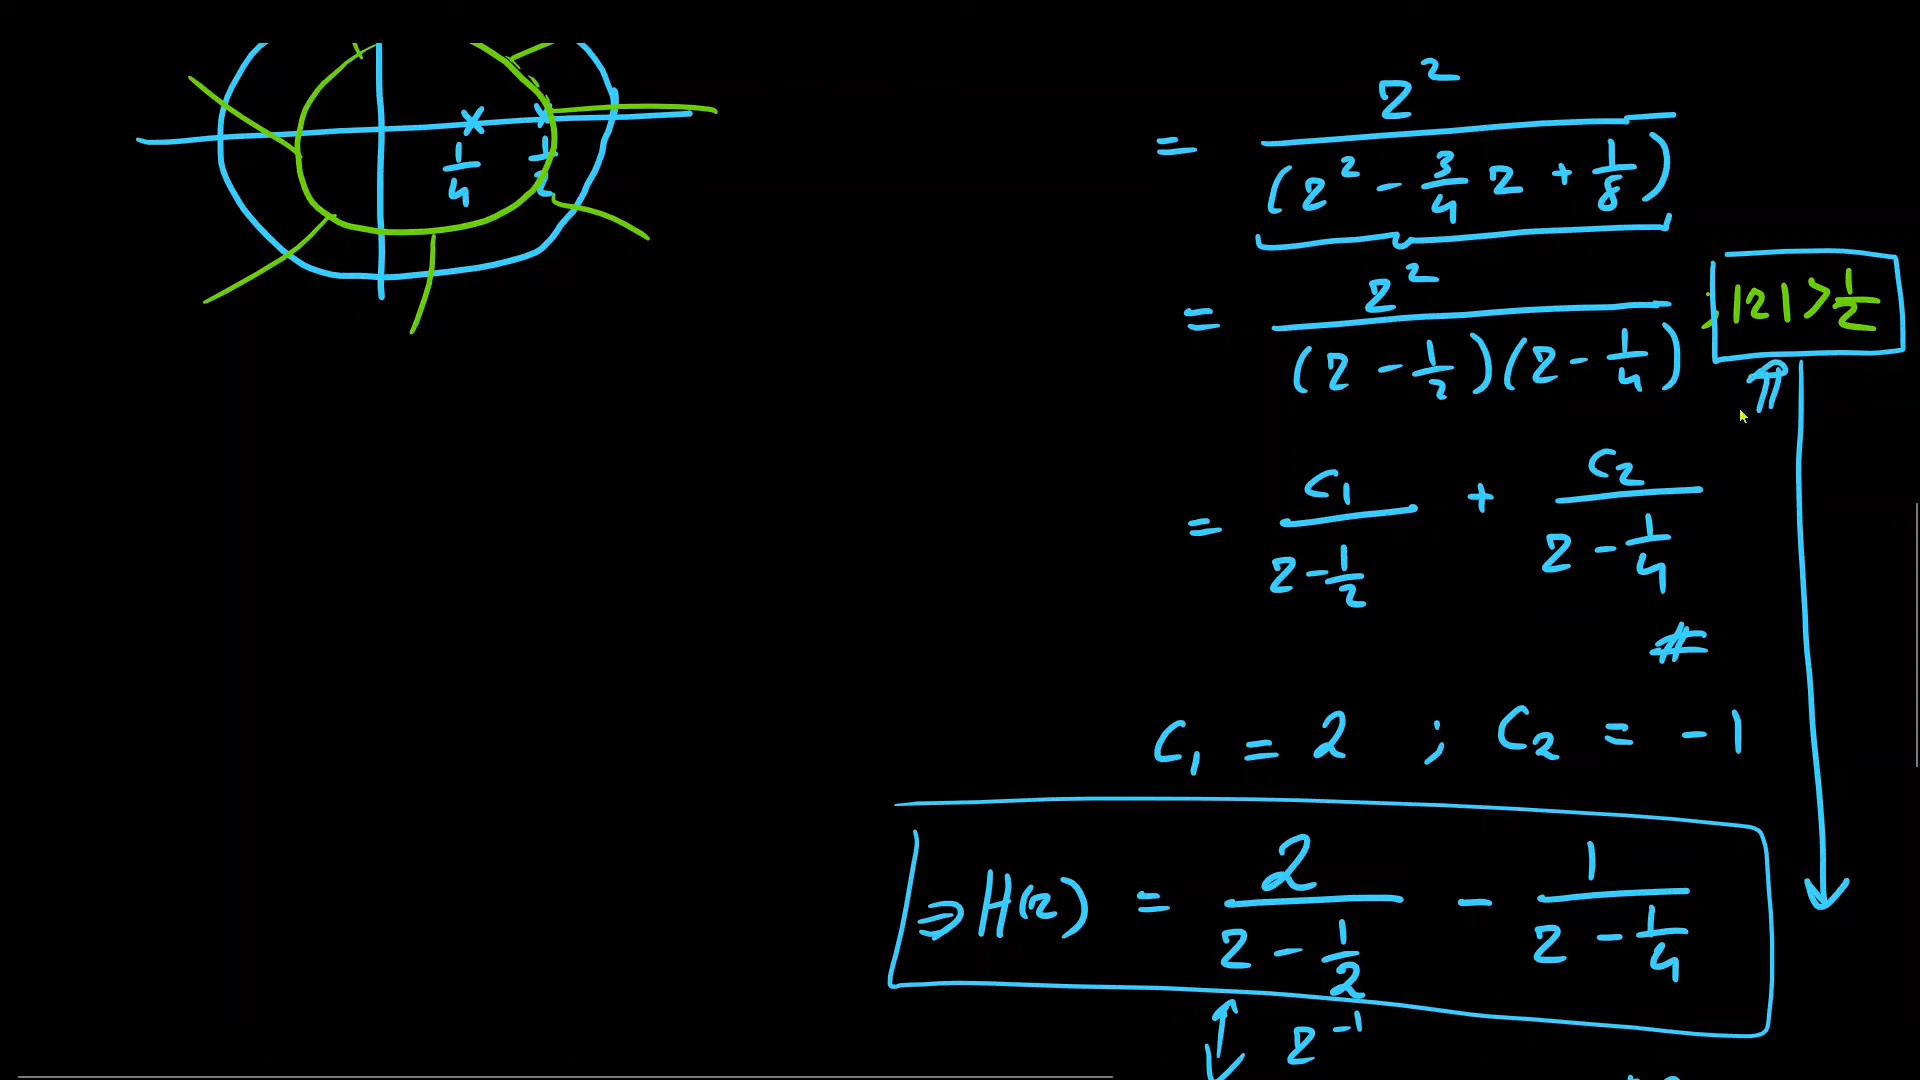 1/4 1/2
= z^2 / (z^2 - 3/4 z + 1/8)
= z^2 / (z - 1/2)(z - 1/4) ; |z| > 1/2
= C1 / (z - 1/2) + C2 / (z - 1/4)
#
C1 = 2 ; C2 = -1
⇒ H(z) = 2 / (z - 1/2) - 1 / (z - 1/4)
z^-1